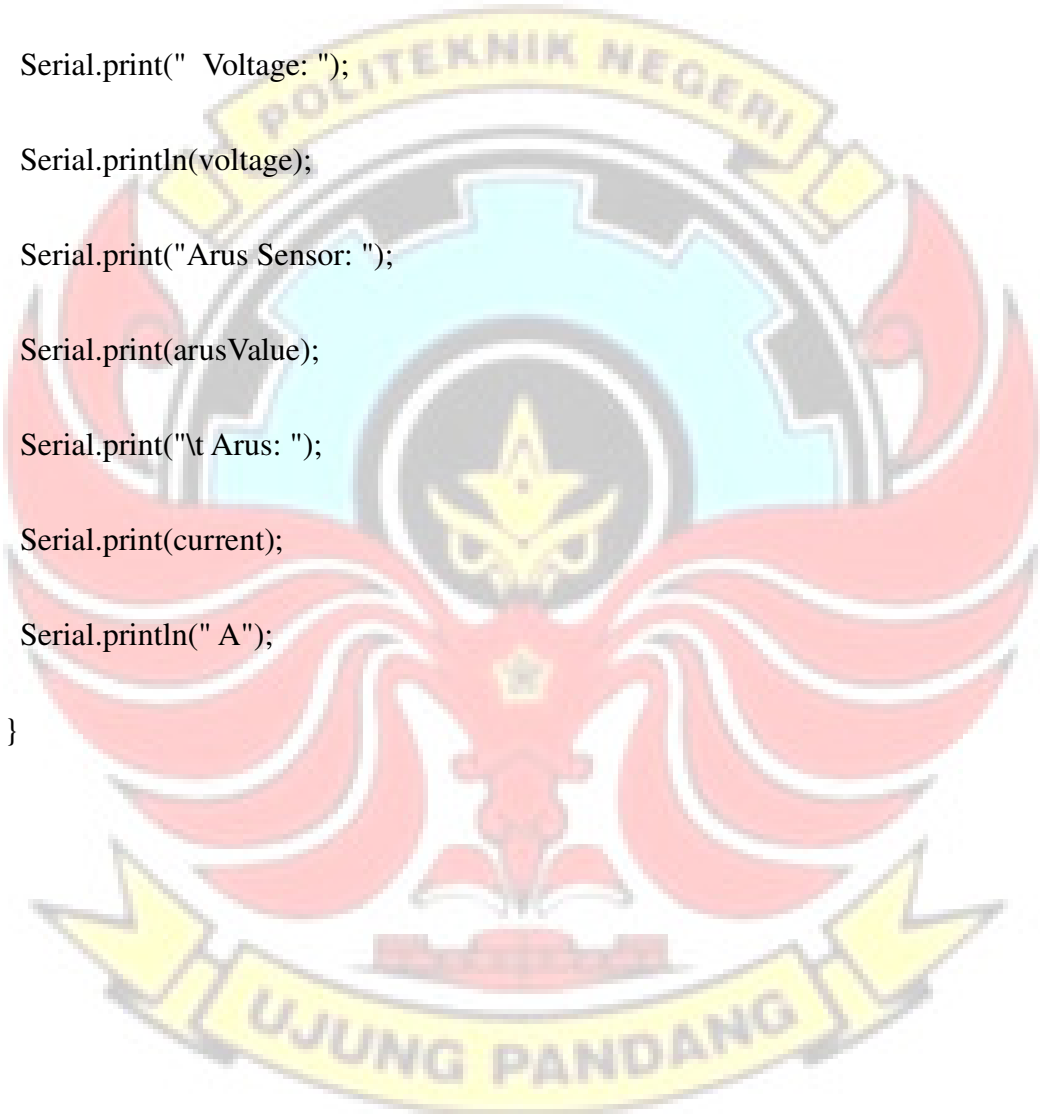 POLITEKNIK NEGERI
Serial.print("  Voltage: ");
Serial.println(voltage);
Serial.print("Arus Sensor: ");
Serial.print(arusValue);
Serial.print("\t Arus: ");
Serial.print(current);
Serial.println(" A");
}
UJUNG PANDANG